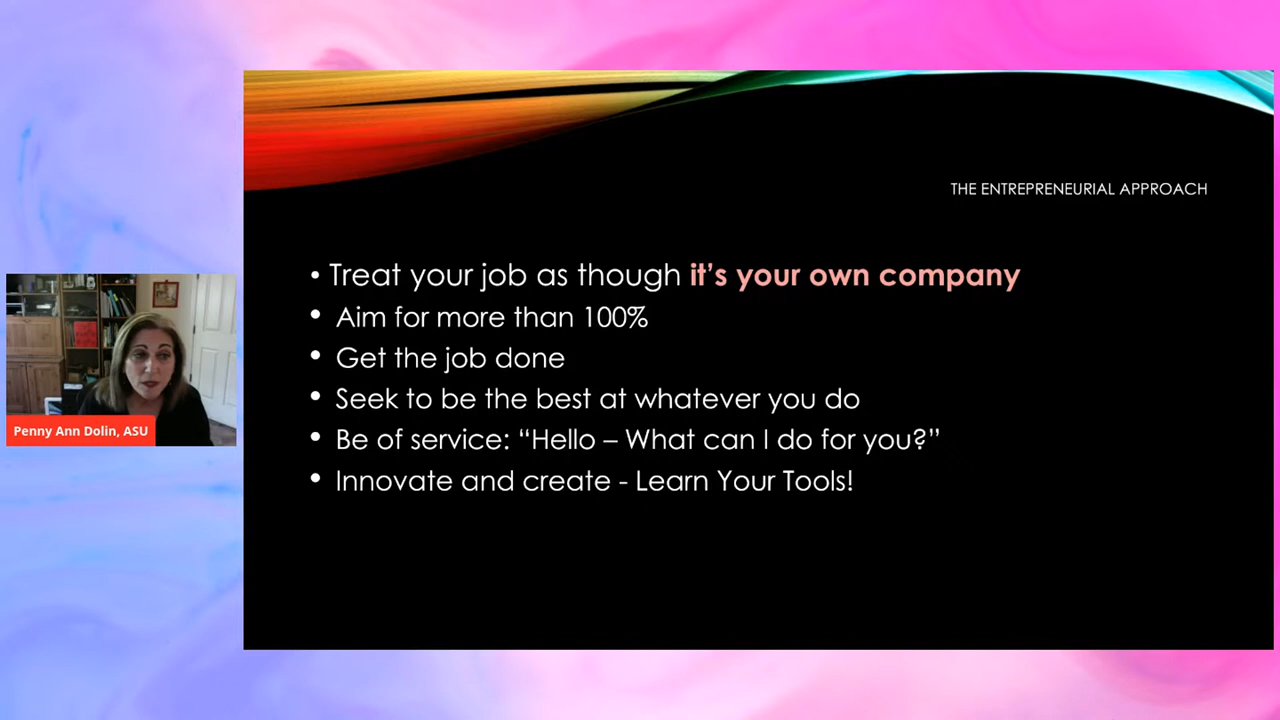 THE ENTREPRENEURIAL APPROACH
• Treat your job as though it's your own company
• Aim for more than 100%
• Get the job done
• Seek to be the best at whatever you do
• Be of service: “Hello – What can I do for you?”
• Innovate and create - Learn Your Tools!
Penny Ann Dolin, ASU